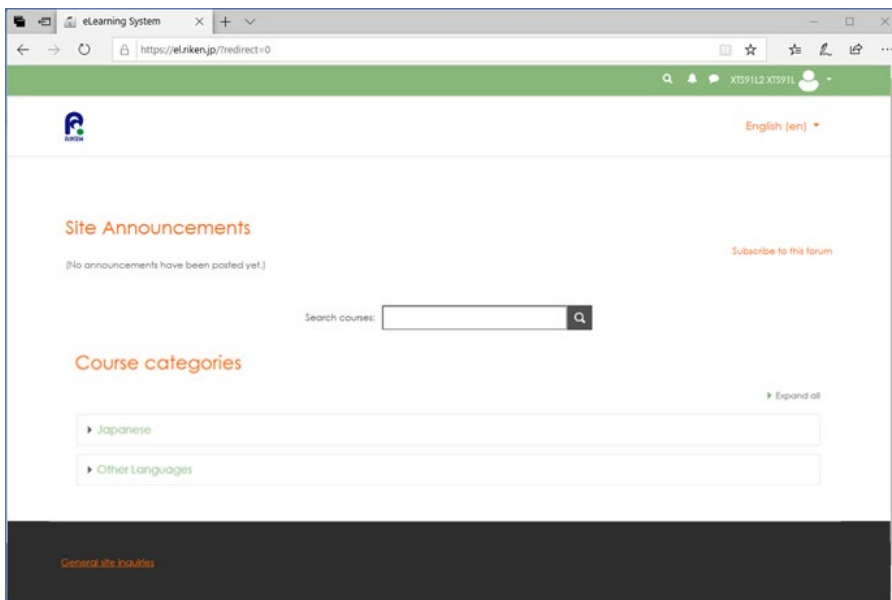 eLearning System
https://el.riken.jp/?redirect=0
XTS91L2 XTS91L
RIKEN
English (en)
Site Announcements
Subscribe to this forum
(No announcements have been posted yet.)
Search courses:
Course categories
Expand all
Japanese
Other Languages
General site inquiries